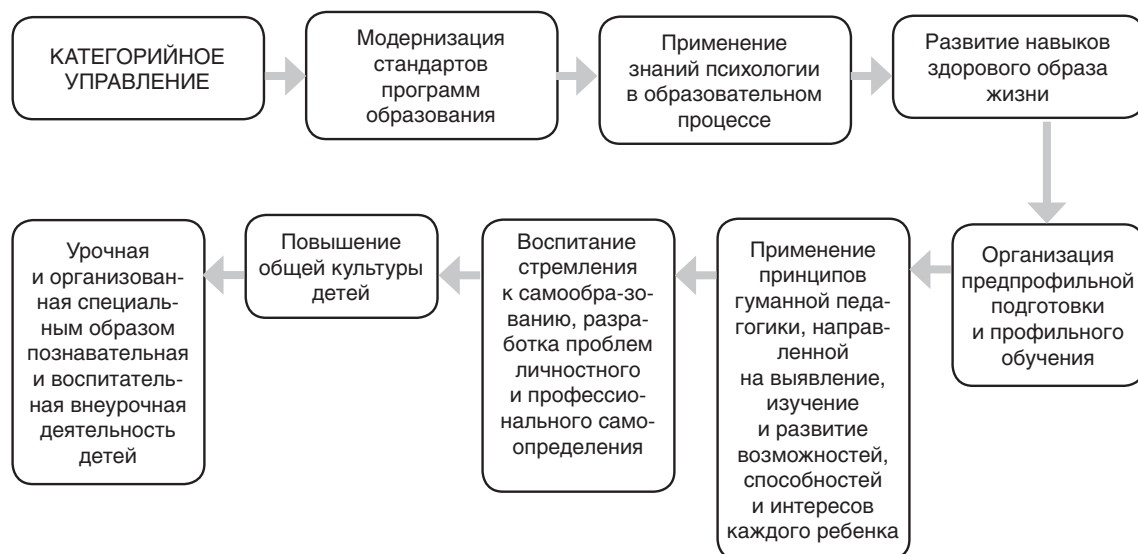 КАТЕГОРИЙНОЕ
УПРАВЛЕНИЕ
Модернизация
стандартов
программ
образования
Применение
знаний психологии
в образовательном
процессе
Развитие навыков
здорового образа
жизни
Организация
предпрофильной
подготовки
и профильного
обучения
Применение
принципов
гуманной педа-
гогики, направ-
ленной
на выявление,
изучение
и развитие
возможностей,
способностей
и интересов
каждого ребенка
Воспитание
стремления
к самообра-зо-
ванию, разра-
ботка проблем
личностного
и профессио-
нального само-
определения
Повышение
общей культуры
детей
Урочная
и организован-
ная специаль-
ным образом
познавательная
и воспитатель-
ная внеурочная
деятельность
детей